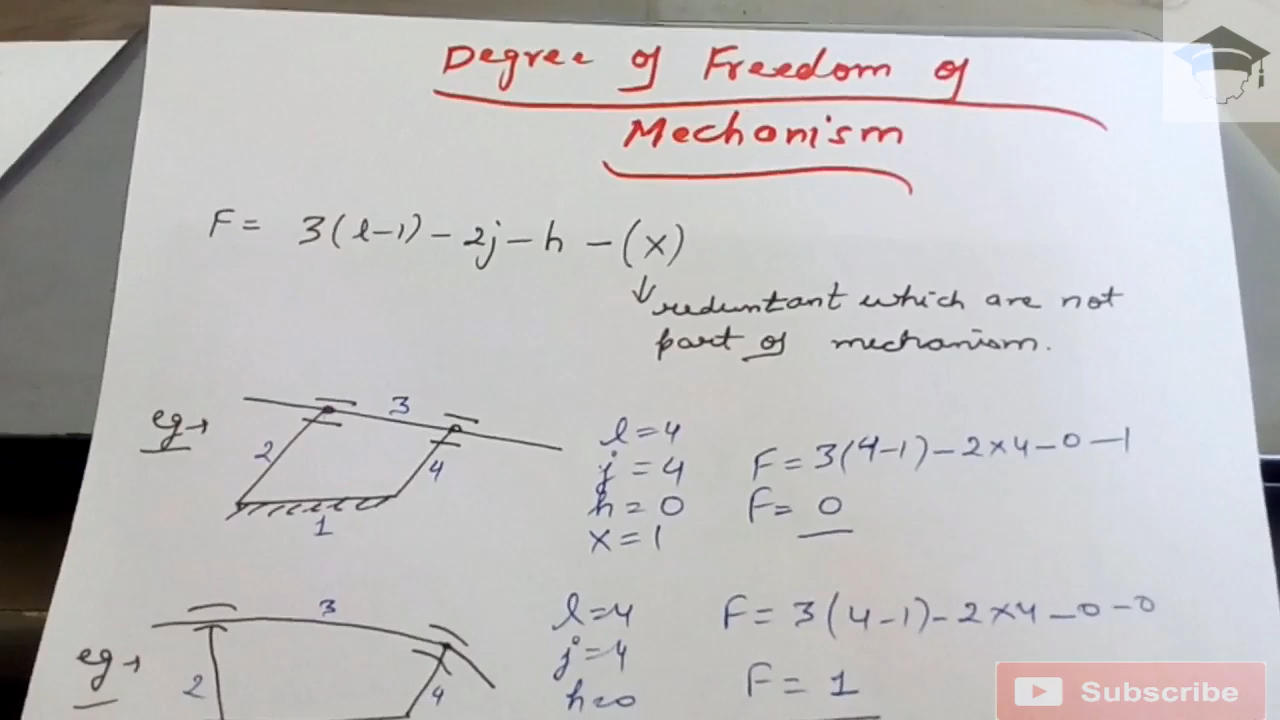 Degree of Freedom of
Mechanism
F = 3(l-1) - 2j - h - (x)
↓ reduntant which are not
part of mechanism.
eg→
3
2
4
1
l = 4
j = 4
h = 0
x = 1
F = 3(4-1) - 2×4 - 0 - 1
F = 0
eg→
3
2
4
l = 4
j = 4
h = 0
F = 3(4-1) - 2×4 - 0 - 0
F = 1
Subscribe